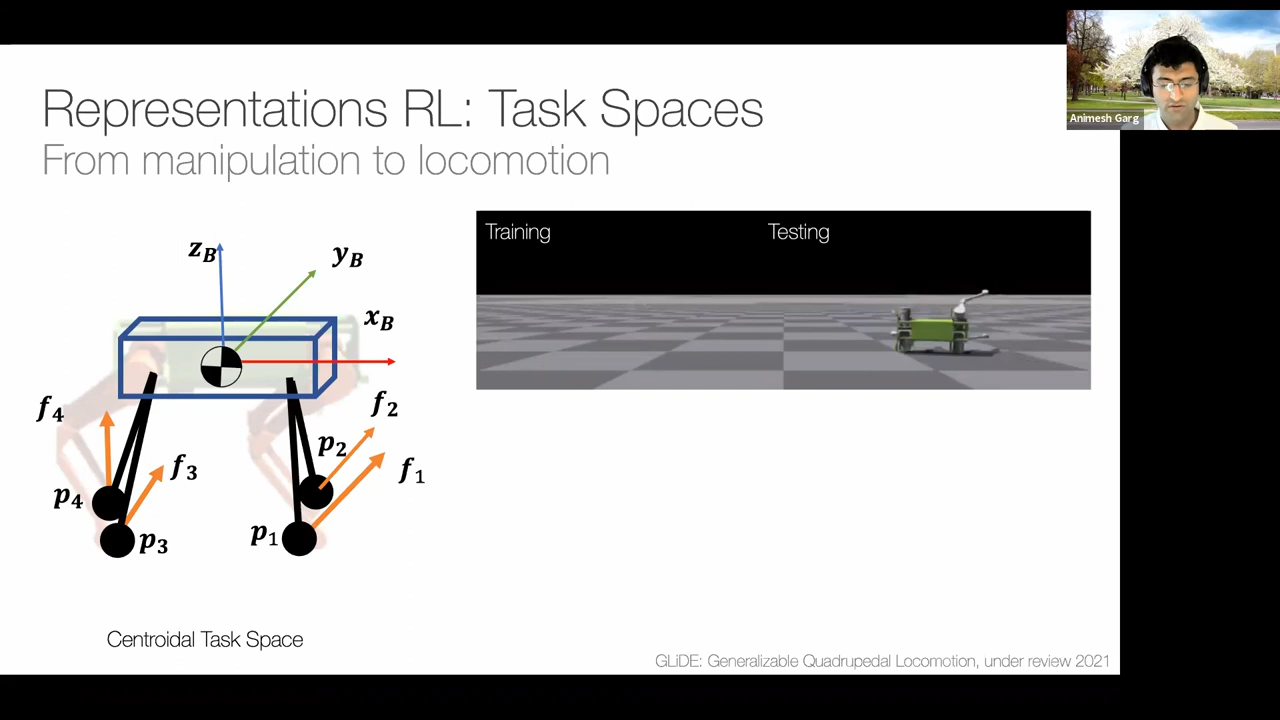 Representations RL: Task Spaces
From manipulation to locomotion
Animesh Garg
z_B
y_B
x_B
f_4
f_2
p_2
f_3
f_1
p_4
p_3
p_1
Training
Testing
Centroidal Task Space
GLiDE: Generalizable Quadrupedal Locomotion, under review 2021